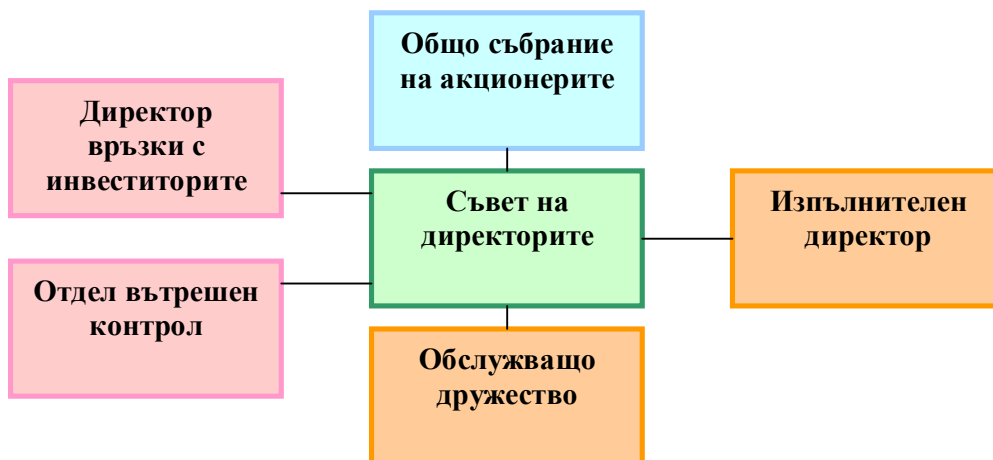 Общо събрание
на акционерите
Директор
връзки с
инвеститорите
Съвет на
директорите
Изпълнителен
директор
Отдел вътрешен
контрол
Обслужващо
дружество